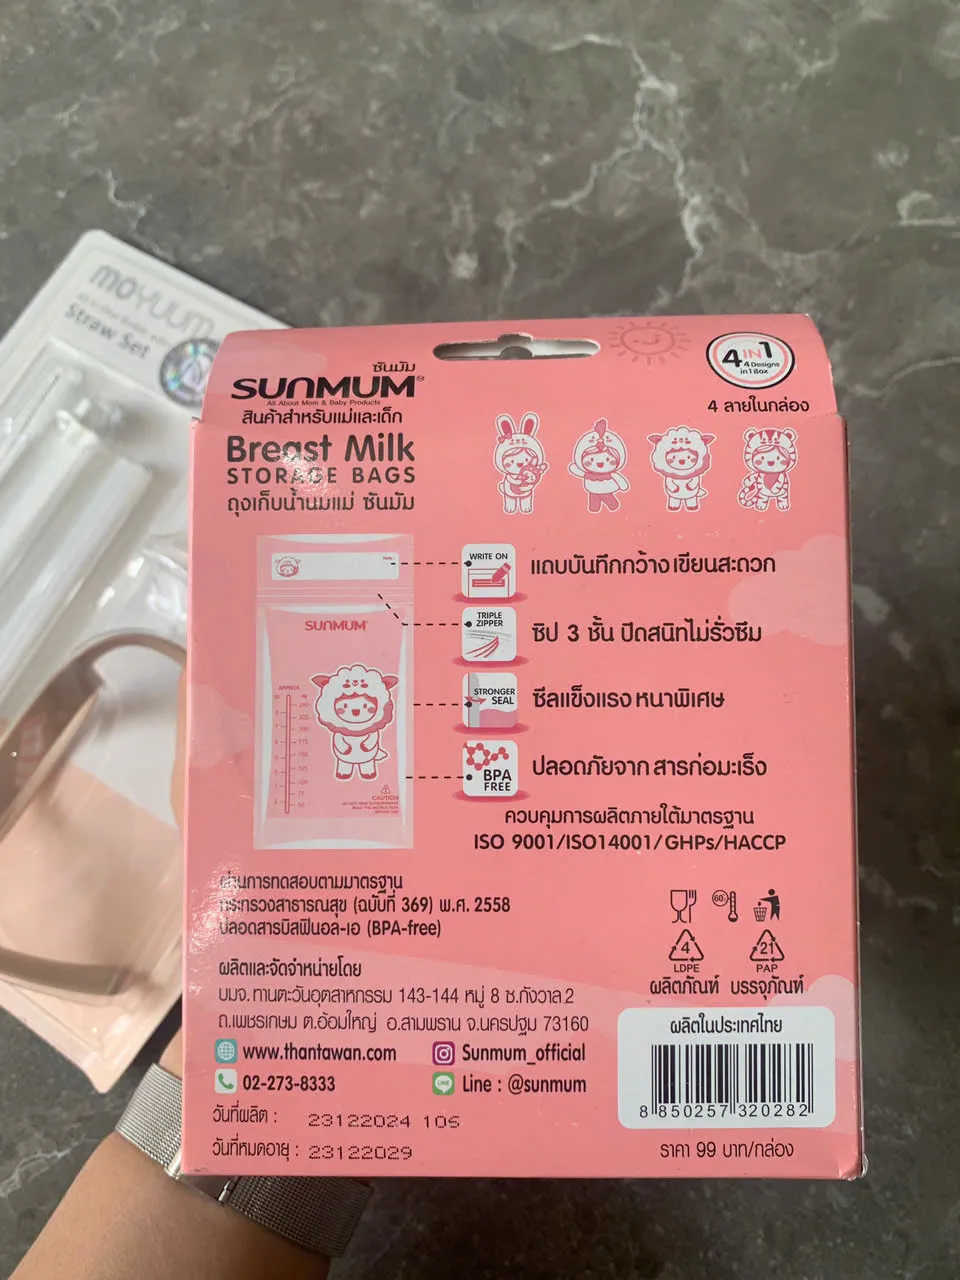 moyuum
Straw Set
ซันมัม
SUNMUM®
All About Mom & Baby Products
สินค้าสำหรับแม่และเด็ก
Breast Milk
STORAGE BAGS
ถุงเก็บน้ำนมแม่ ซันมัม
4 IN 1
4 Designs
in 1 Box
4 ลายในกล่อง
WRITE ON
แถบบันทึกกว้าง เขียนสะดวก
TRIPLE
ZIPPER
ซิป 3 ชั้น ปิดสนิทไม่รั่วซึม
STRONGER
SEAL
ซีลแข็งแรง หนาพิเศษ
BPA
FREE
ปลอดภัยจาก สารก่อมะเร็ง
SUNMUM
APPROX.
250
225
200
175
150
125
100
75
50
CAUTION
ควบคุมการผลิตภายใต้มาตรฐาน
ISO 9001/ISO14001/GHPs/HACCP
ผ่านการทดสอบตามมาตรฐาน
กระทรวงสาธารณสุข (ฉบับที่ 369) พ.ศ. 2558
ปลอดสารบิสฟีนอล-เอ (BPA-free)
60°
4
LDPE
21
PAP
ผลิตภัณฑ์ บรรจุภัณฑ์
ผลิตและจัดจำหน่ายโดย
บมจ.ทานตะวันอุตสาหกรรม 143-144 หมู่ 8 ซ.กังวาล 2
ถ.เพชรเกษม ต.อ้อมใหญ่ อ.สามพราน จ.นครปฐม 73160
www.thantawan.com
Sunmum_official
02-273-8333
LINE
Line : @sunmum
วันที่ผลิต : 23122024 106
วันที่หมดอายุ : 23122029
ผลิตในประเทศไทย
8 850257 320282
ราคา 99 บาท/กล่อง